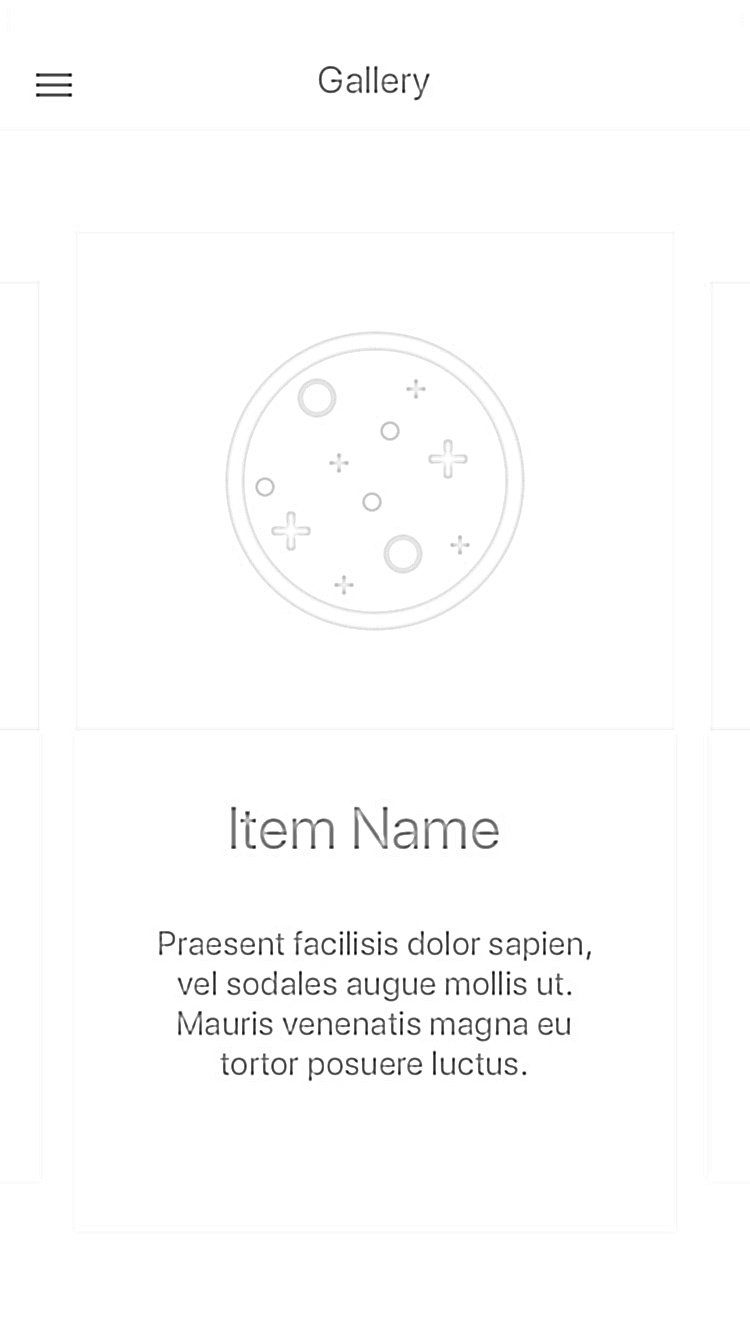 Gallery
Item Name
Praesent facilisis dolor sapien,
vel sodales augue mollis ut.
Mauris venenatis magna eu
tortor posuere luctus.